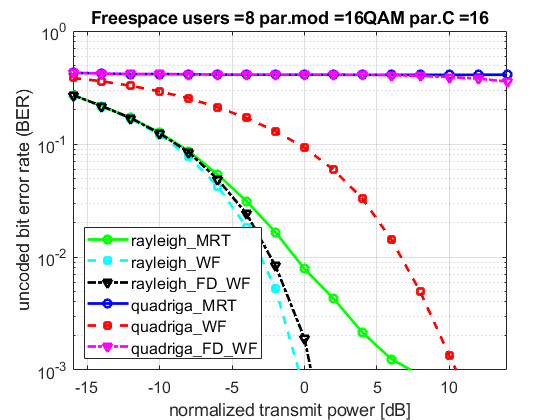 Freespace users =8 par.mod =16QAM par.C =16
10^0
10^-1
10^-2
10^-3
uncoded bit error rate (BER)
rayleigh_MRT
rayleigh_WF
rayleigh_FD_WF
quadriga_MRT
quadriga_WF
quadriga_FD_WF
-15 -10 -5 0 5 10
normalized transmit power [dB]